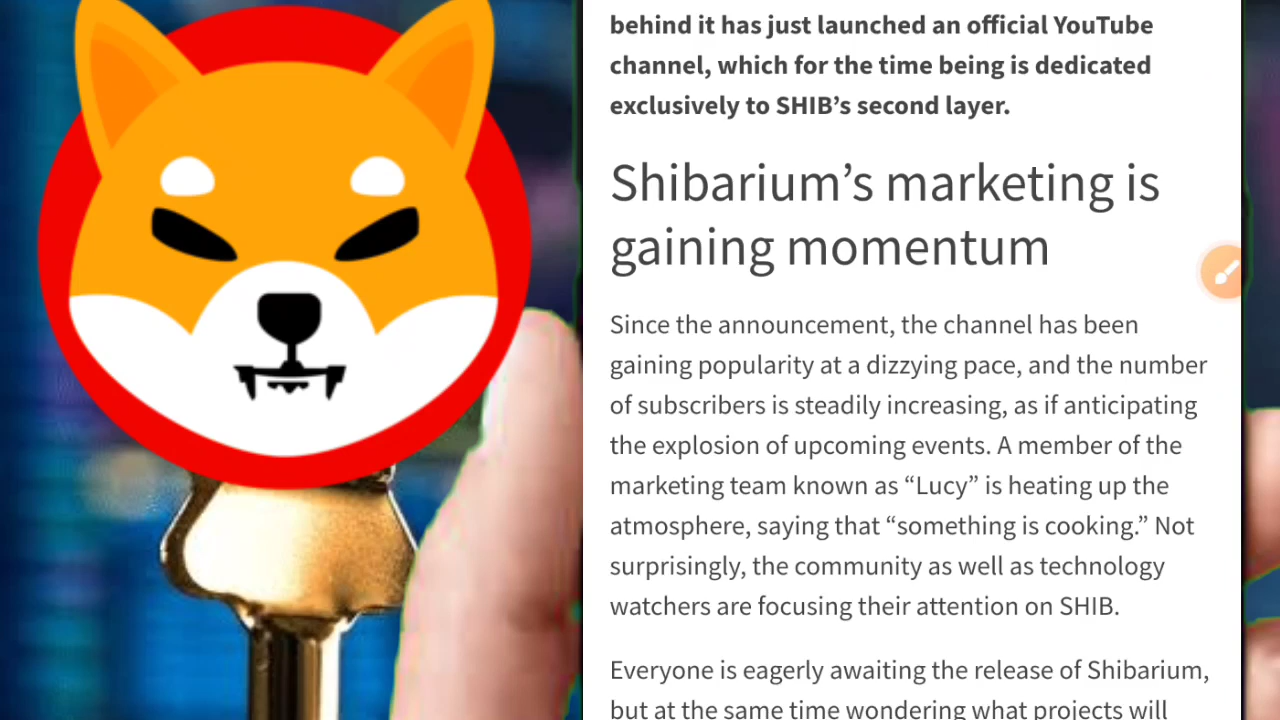 behind it has just launched an official YouTube
channel, which for the time being is dedicated
exclusively to SHIB’s second layer.
Shibarium’s marketing is
gaining momentum
Since the announcement, the channel has been
gaining popularity at a dizzying pace, and the number
of subscribers is steadily increasing, as if anticipating
the explosion of upcoming events. A member of the
marketing team known as “Lucy” is heating up the
atmosphere, saying that “something is cooking.” Not
surprisingly, the community as well as technology
watchers are focusing their attention on SHIB.
Everyone is eagerly awaiting the release of Shibarium,
but at the same time wondering what projects will